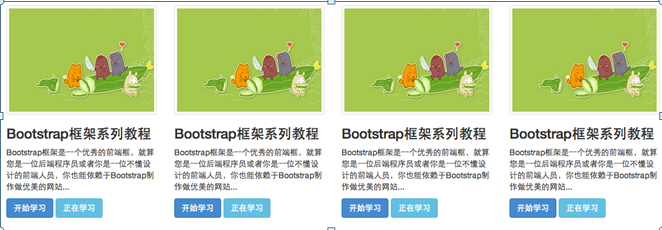 Bootstrap框架系列教程
Bootstrap框架是一个优秀的前端框，就算
您是一位后端程序员或者你是一位不懂设
计的前端人员，你也能依赖于Bootstrap制
作做优美的网站...
开始学习 正在学习
Bootstrap框架系列教程
Bootstrap框架是一个优秀的前端框，就算
您是一位后端程序员或者你是一位不懂设
计的前端人员，你也能依赖于Bootstrap制
作做优美的网站...
开始学习 正在学习
Bootstrap框架系列教程
Bootstrap框架是一个优秀的前端框，就算
您是一位后端程序员或者你是一位不懂设
计的前端人员，你也能依赖于Bootstrap制
作做优美的网站...
开始学习 正在学习
Bootstrap框架系列教程
Bootstrap框架是一个优秀的前端框，就算
您是一位后端程序员或者你是一位不懂设
计的前端人员，你也能依赖于Bootstrap制
作做优美的网站...
开始学习 正在学习